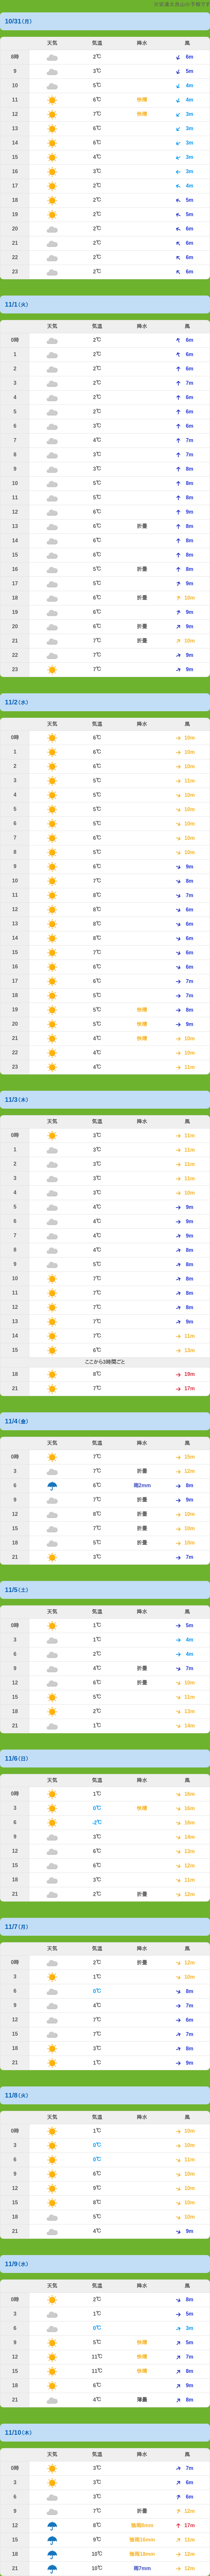 ※安達太良山の予報です
10/31(月)
天気 気温 降水 風
8時 2℃ 6m
9 3℃ 5m
10 5℃ 4m
11 6℃ 快晴 4m
12 7℃ 快晴 3m
13 6℃ 3m
14 6℃ 3m
15 4℃ 3m
16 3℃ 3m
17 2℃ 4m
18 2℃ 5m
19 2℃ 5m
20 2℃ 6m
21 2℃ 6m
22 2℃ 6m
23 2℃ 6m
11/1(火)
天気 気温 降水 風
0時 2℃ 6m
1 2℃ 6m
2 2℃ 6m
3 2℃ 7m
4 2℃ 6m
5 2℃ 6m
6 3℃ 6m
7 4℃ 7m
8 3℃ 7m
9 3℃ 8m
10 5℃ 8m
11 5℃ 8m
12 6℃ 9m
13 6℃ 折曇 8m
14 6℃ 8m
15 6℃ 8m
16 5℃ 折曇 8m
17 5℃ 9m
18 6℃ 折曇 10m
19 6℃ 9m
20 6℃ 折曇 9m
21 7℃ 折曇 10m
22 7℃ 9m
23 7℃ 9m
11/2(水)
天気 気温 降水 風
0時 6℃ 10m
1 6℃ 10m
2 6℃ 10m
3 5℃ 11m
4 5℃ 10m
5 5℃ 10m
6 5℃ 10m
7 6℃ 10m
8 5℃ 10m
9 6℃ 9m
10 7℃ 8m
11 8℃ 7m
12 8℃ 6m
13 8℃ 6m
14 8℃ 6m
15 7℃ 6m
16 6℃ 6m
17 6℃ 7m
18 5℃ 7m
19 5℃ 快晴 8m
20 5℃ 快晴 9m
21 4℃ 快晴 10m
22 4℃ 10m
23 4℃ 11m
11/3(木)
天気 気温 降水 風
0時 3℃ 11m
1 3℃ 11m
2 3℃ 11m
3 3℃ 11m
4 3℃ 10m
5 4℃ 9m
6 4℃ 9m
7 4℃ 9m
8 4℃ 8m
9 5℃ 8m
10 7℃ 8m
11 7℃ 8m
12 7℃ 8m
13 7℃ 9m
14 7℃ 11m
15 6℃ 13m
ここから3時間ごと
18 8℃ 19m
21 7℃ 17m
11/4(金)
天気 気温 降水 風
0時 7℃ 15m
3 7℃ 折曇 12m
6 6℃ 雨2mm 8m
9 7℃ 折曇 9m
12 8℃ 折曇 10m
15 7℃ 折曇 10m
18 5℃ 折曇 10m
21 3℃ 7m
11/5(土)
天気 気温 降水 風
0時 1℃ 5m
3 1℃ 4m
6 2℃ 4m
9 4℃ 折曇 7m
12 6℃ 折曇 10m
15 5℃ 11m
18 2℃ 13m
21 1℃ 14m
11/6(日)
天気 気温 降水 風
0時 1℃ 16m
3 0℃ 快晴 16m
6 -2℃ 16m
9 3℃ 14m
12 6℃ 13m
15 6℃ 12m
18 3℃ 11m
21 2℃ 折曇 12m
11/7(月)
天気 気温 降水 風
0時 2℃ 折曇 12m
3 1℃ 10m
6 0℃ 8m
9 4℃ 7m
12 7℃ 6m
15 7℃ 7m
18 3℃ 8m
21 1℃ 9m
11/8(火)
天気 気温 降水 風
0時 1℃ 10m
3 0℃ 10m
6 0℃ 11m
9 6℃ 10m
12 9℃ 10m
15 8℃ 10m
18 5℃ 10m
21 4℃ 9m
11/9(水)
天気 気温 降水 風
0時 2℃ 8m
3 1℃ 5m
6 0℃ 3m
9 5℃ 快晴 5m
12 11℃ 快晴 7m
15 11℃ 快晴 8m
18 6℃ 9m
21 4℃ 薄曇 8m
11/10(木)
天気 気温 降水 風
0時 3℃ 7m
3 3℃ 6m
6 3℃ 6m
9 7℃ 折曇 12m
12 8℃ 強雨8mm 17m
15 9℃ 強雨16mm 11m
18 10℃ 強雨18mm 12m
21 10℃ 雨7mm 12m